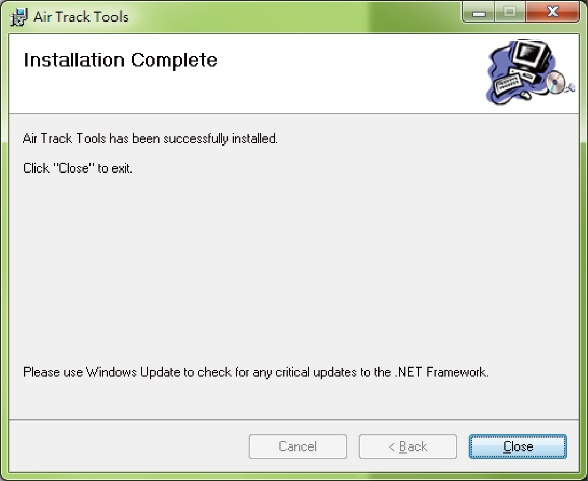 Air Track Tools
Installation Complete
Air Track Tools has been successfully installed.
Click "Close" to exit.
Please use Windows Update to check for any critical updates to the .NET Framework.
Cancel
< Back
Close